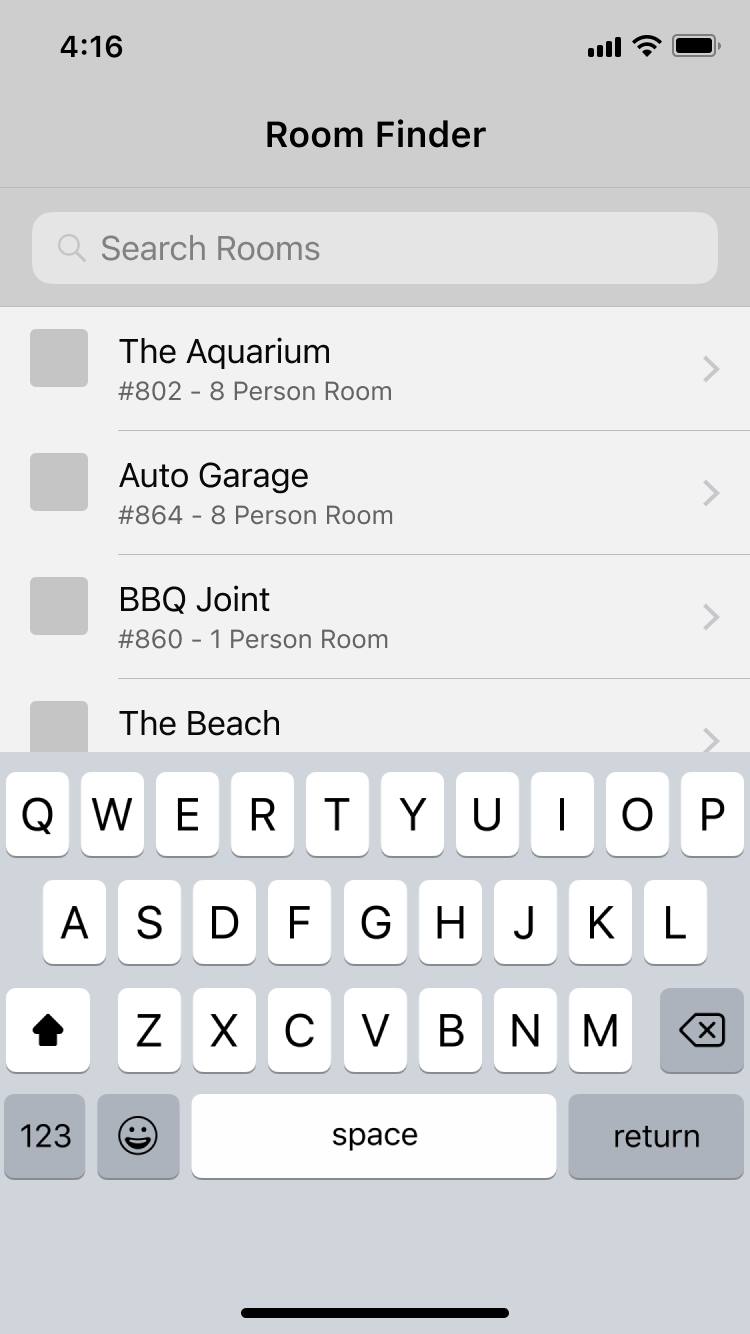 4:16
Room Finder
Search Rooms
The Aquarium
#802 - 8 Person Room
Auto Garage
#864 - 8 Person Room
BBQ Joint
#860 - 1 Person Room
The Beach
Q W E R T Y U I O P
A S D F G H J K L
Z X C V B N M
123 space return